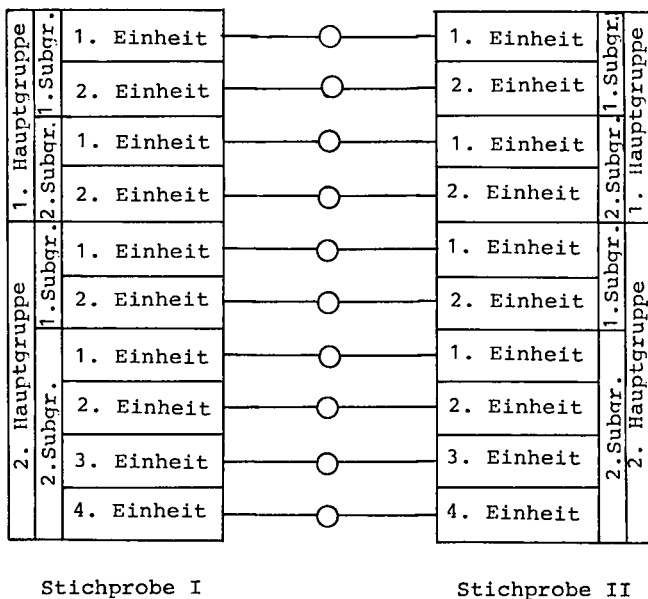 1. Hauptgruppe
1.Subgr.
1. Einheit
2. Einheit
2.Subgr.
1. Einheit
2. Einheit
2. Hauptgruppe
1.Subgr.
1. Einheit
2. Einheit
2.Subgr.
1. Einheit
2. Einheit
3. Einheit
4. Einheit
Stichprobe I
1. Einheit
2. Einheit
1.Subgr.
1. Hauptgruppe
1. Einheit
2. Einheit
2.Subgr.
1. Einheit
2. Einheit
1.Subgr.
2. Hauptgruppe
1. Einheit
2. Einheit
3. Einheit
4. Einheit
2.Subgr.
Stichprobe II